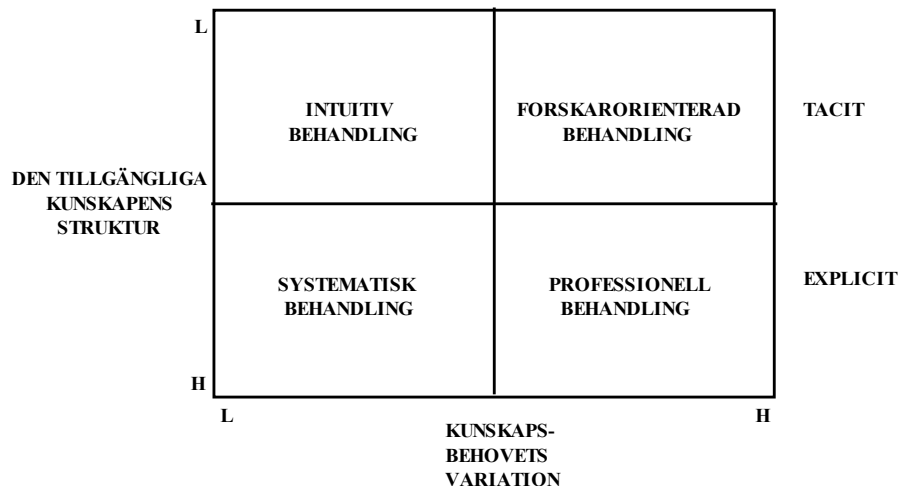 L
INTUITIV
BEHANDLING
FORSKARORIENTERAD
BEHANDLING
TACIT
DEN TILLGÄNGLIGA
KUNSKAPENS
STRUKTUR
SYSTEMATISK
BEHANDLING
PROFESSIONELL
BEHANDLING
EXPLICIT
H
L
H
KUNSKAPS-
BEHOVETS
VARIATION